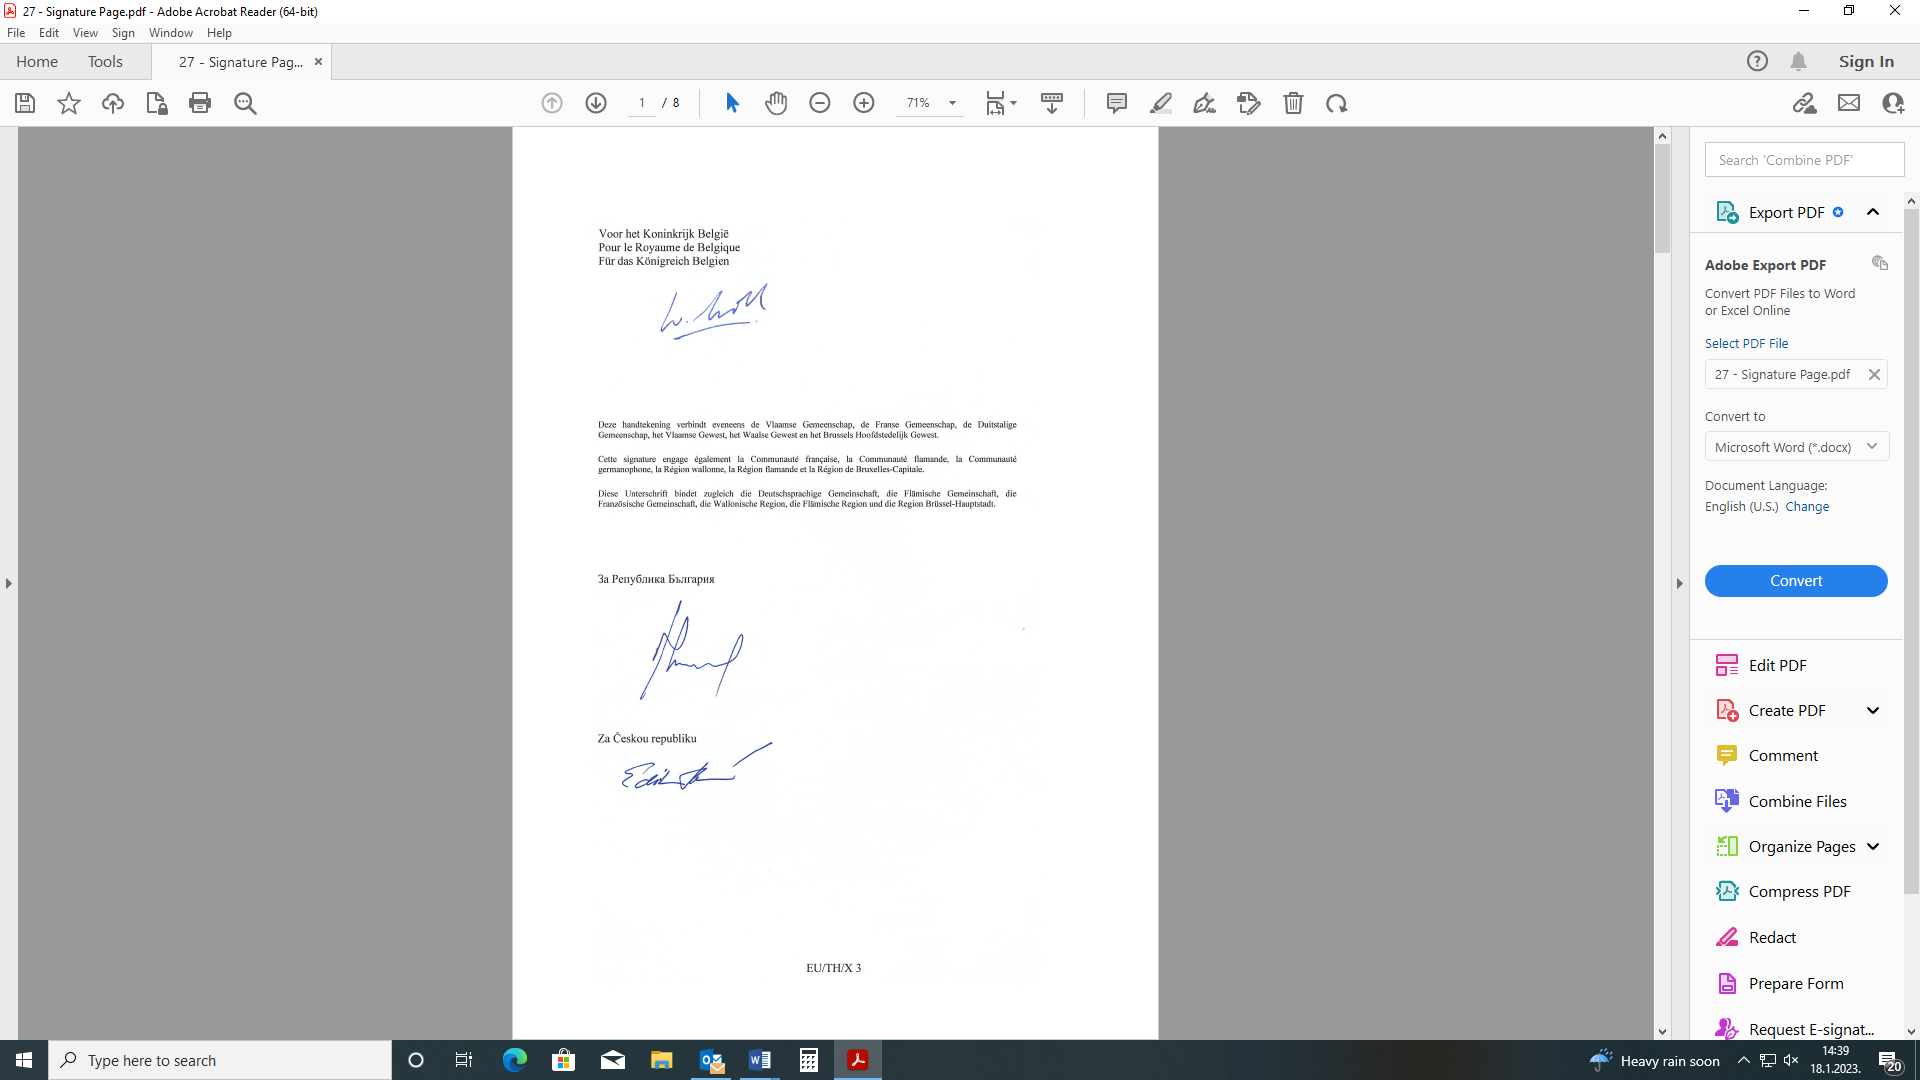 27 - Signature Page.pdf - Adobe Acrobat Reader (64-bit)
File Edit View Sign Window Help
Home Tools 27 - Signature Pag... Sign In
1 / 8 71%
Voor het Koninkrijk België
Pour le Royaume de Belgique
Für das Königreich Belgien
Deze handtekening verbindt eveneens de Vlaamse Gemeenschap, de Franse Gemeenschap, de Duitstalige
Gemeenschap, het Vlaamse Gewest, het Waalse Gewest en het Brussels Hoofdstedelijk Gewest.
Cette signature engage également la Communauté française, la Communauté flamande, la Communauté
germanophone, la Région wallonne, la Région flamande et la Région de Bruxelles-Capitale.
Diese Unterschrift bindet zugleich die Deutschsprachige Gemeinschaft, die Flämische Gemeinschaft, die
Französische Gemeinschaft, die Wallonische Region, die Flämische Region und die Region Brüssel-Hauptstadt.
За Република България
Za Českou republiku
EU/TH/X 3
Search 'Combine PDF'
Export PDF
Adobe Export PDF
Convert PDF Files to Word
or Excel Online
Select PDF File
27 - Signature Page.pdf
Convert to
Microsoft Word (*.docx)
Document Language:
English (U.S.) Change
Convert
Edit PDF
Create PDF
Comment
Combine Files
Organize Pages
Compress PDF
Redact
Prepare Form
Request E-signat...
Type here to search
Heavy rain soon
14:39
18.1.2023.
20